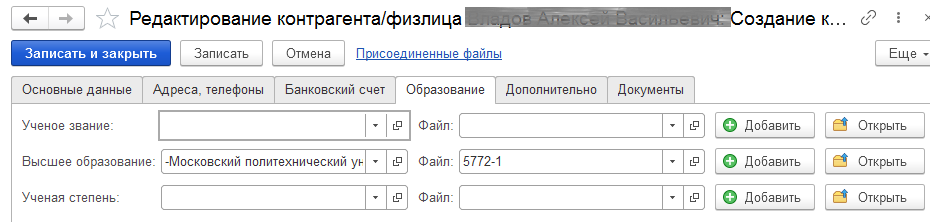 Редактирование контрагента/физлица Создание к...
Записать и закрыть Записать Отмена Присоединенные файлы Еще
Основные данные Адреса, телефоны Банковский счет Образование Дополнительно Документы
Ученое звание: Файл: Добавить Открыть
Высшее образование: -Московский политехнический ун Файл: 5772-1 Добавить Открыть
Ученая степень: Файл: Добавить Открыть